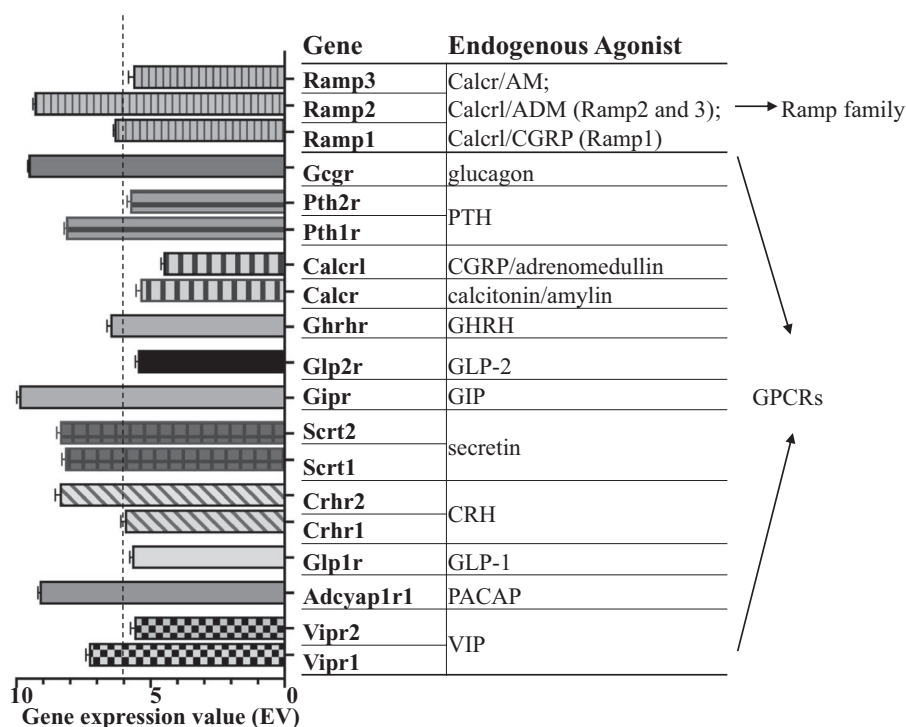 Gene Endogenous Agonist
Ramp3 Calcr/AM;
Ramp2 Calcrl/ADM (Ramp2 and 3); Ramp family
Ramp1 Calcrl/CGRP (Ramp1)
Gcgr glucagon
Pth2r
PTH
Pth1r
Calcrl CGRP/adrenomedullin
Calcr calcitonin/amylin
Ghrhr GHRH
Glp2r GLP-2
Gipr GIP GPCRs
Scrt2
secretin
Scrt1
Crhr2
CRH
Crhr1
Glp1r GLP-1
Adcyap1r1 PACAP
Vipr2
VIP
Vipr1
10 5 0
Gene expression value (EV)